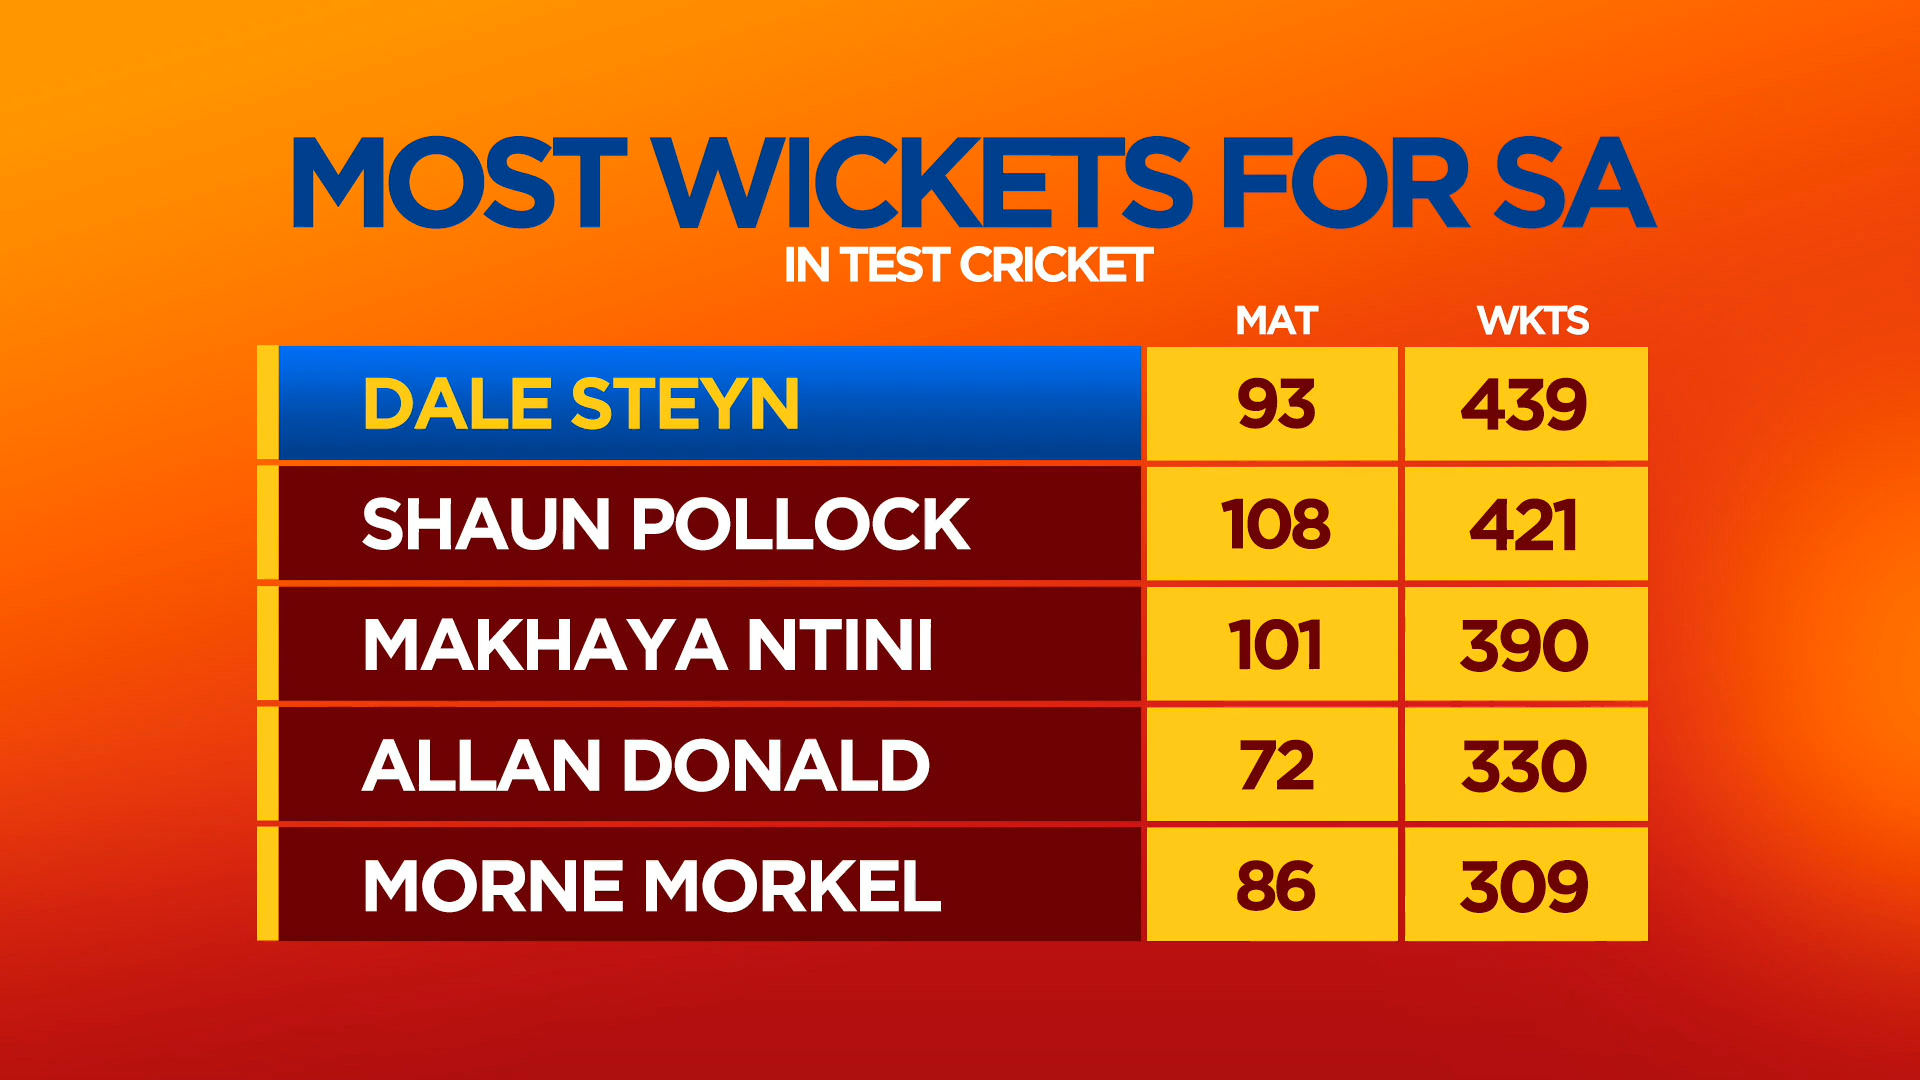 MOST WICKETS FOR SA
IN TEST CRICKET
MAT WKTS
DALE STEYN 93 439
SHAUN POLLOCK 108 421
MAKHAYA NTINI 101 390
ALLAN DONALD 72 330
MORNE MORKEL 86 309